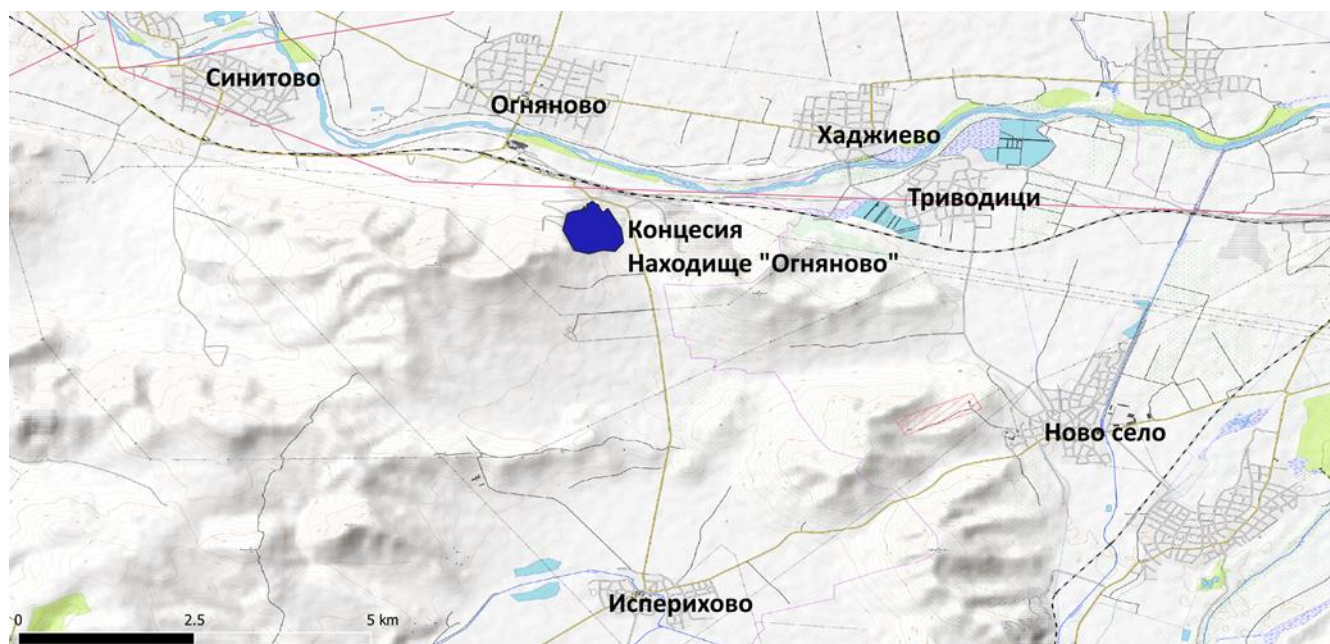 Синитово
Огняново
Хаджиево
Триводици
Концесия
Находище "Огняново"
Ново село
Исперихово
0 2.5 5 km